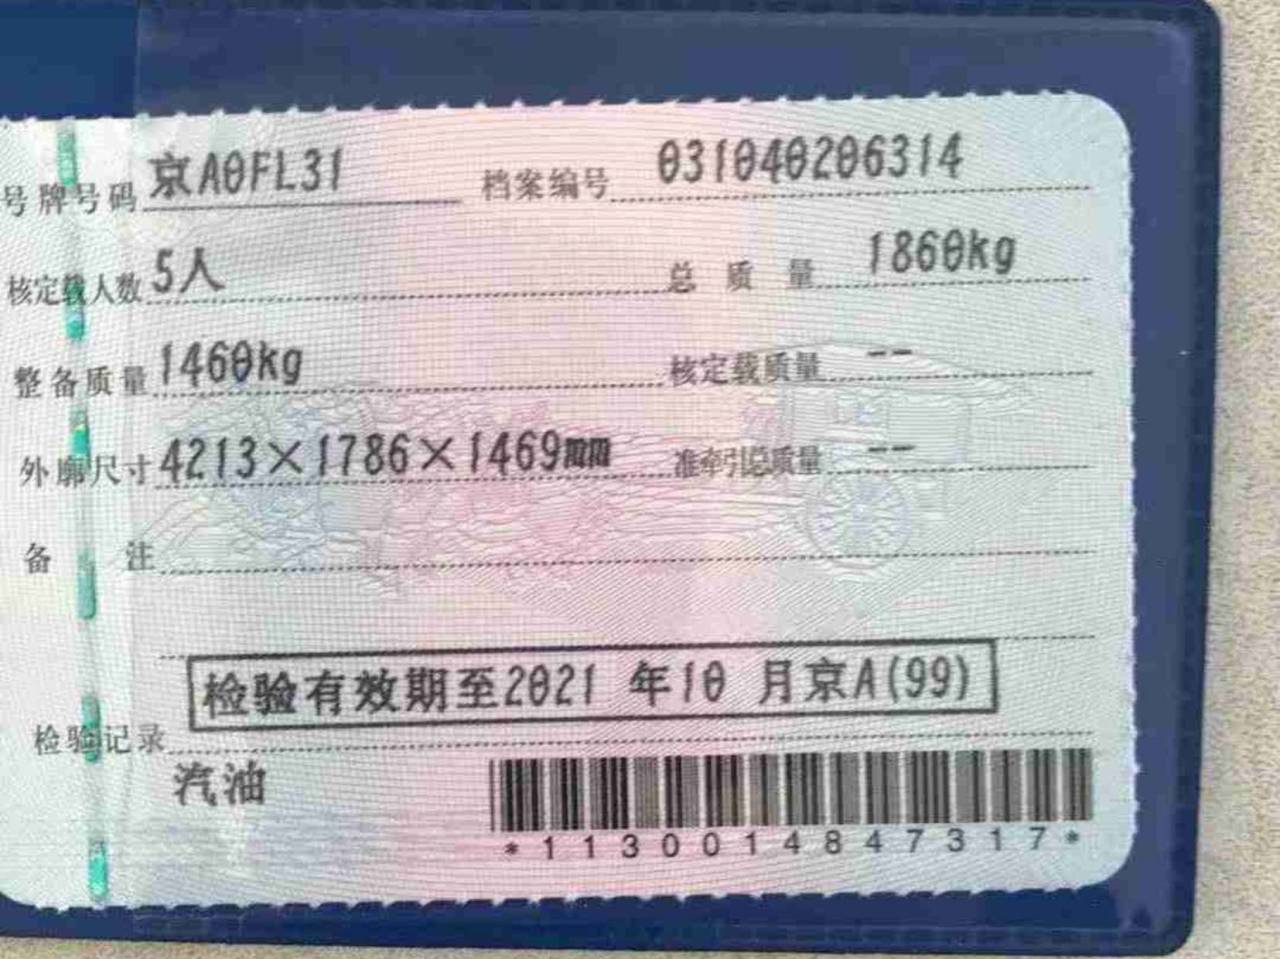 号牌号码 京A0FL31 档案编号 031040206314
核定载人数 5人 总质量 1860kg
整备质量 1460kg 核定载质量 --
外廓尺寸 4213×1786×1469mm 准牵引总质量 --
备注
检验有效期至2021 年10 月京A(99)
检验记录
汽油
*1130014847317*